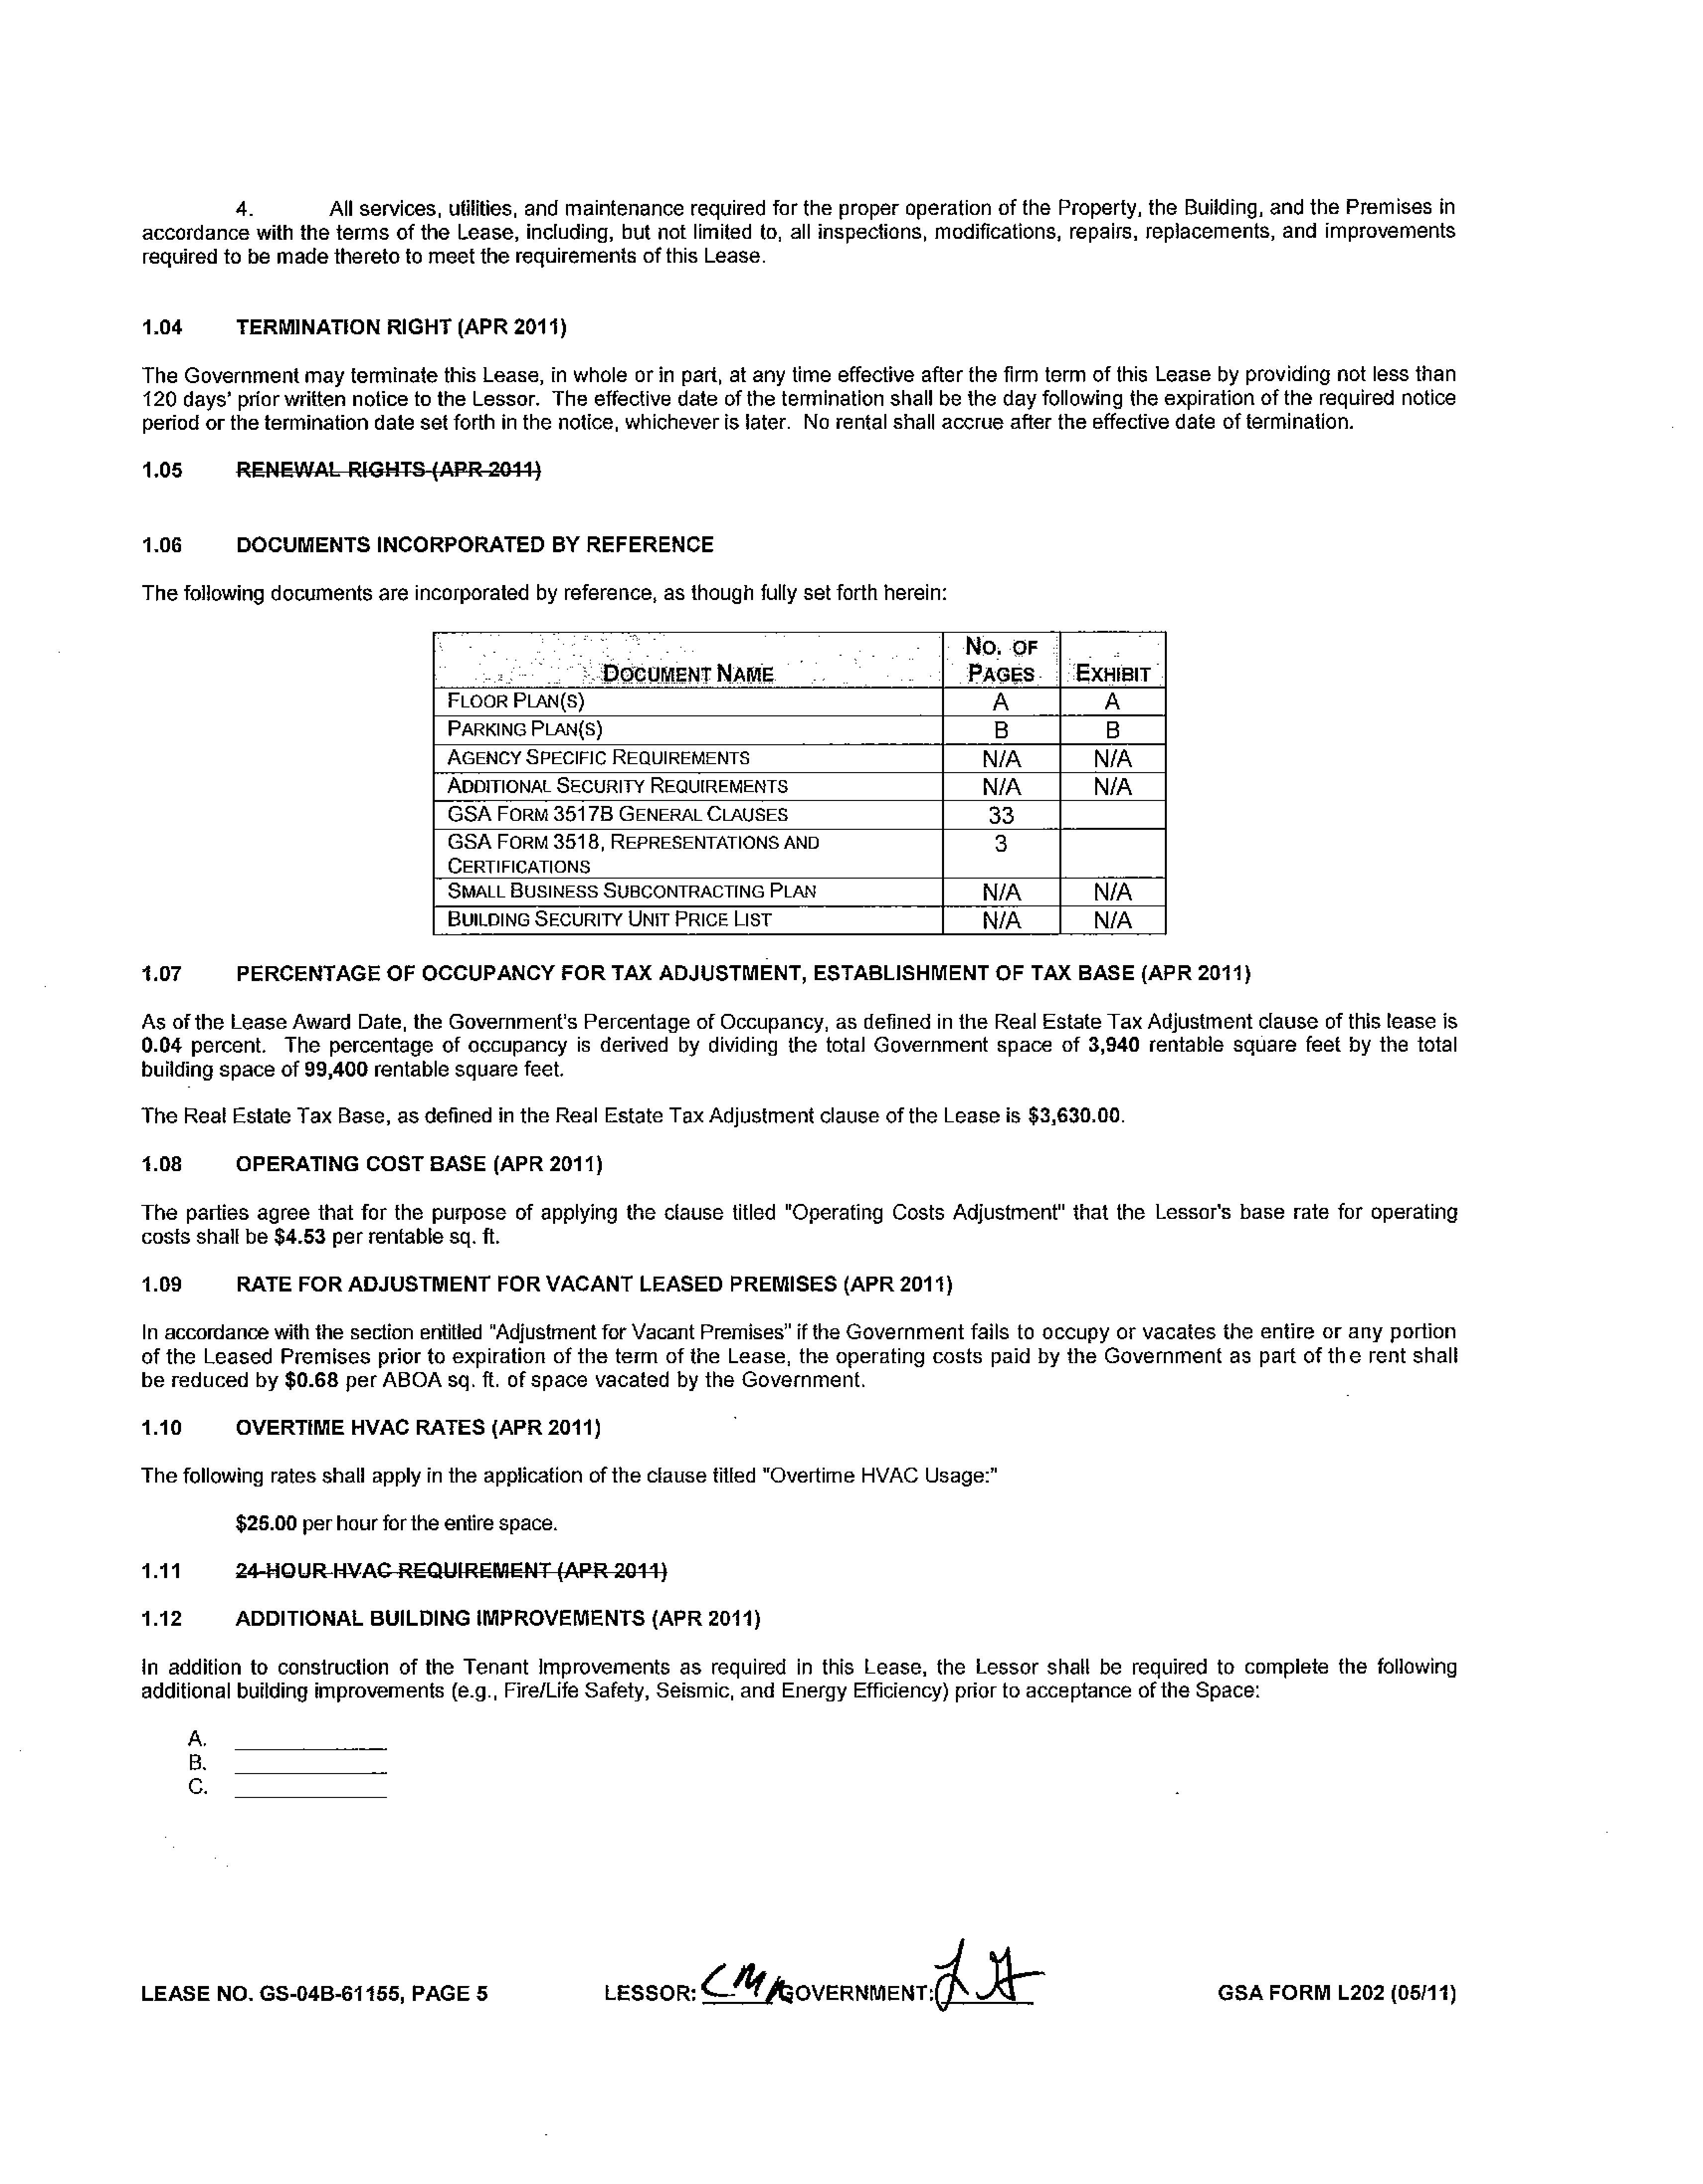 4. All services, utilities, and maintenance required for the proper operation of the Property, the Building, and the Premises in
accordance with the terms of the Lease, including, but not limited to, all inspections, modifications, repairs, replacements, and improvements
required to be made thereto to meet the requirements of this Lease.
1.04 TERMINATION RIGHT (APR 2011)
The Government may terminate this Lease, in whole or in part, at any time effective after the firm term of this Lease by providing not less than
120 days' prior written notice to the Lessor. The effective date of the termination shall be the day following the expiration of the required notice
period or the termination date set forth in the notice, whichever is later. No rental shall accrue after the effective date of termination.
1.05 RENEWAL RIGHTS (APR 2011)
1.06 DOCUMENTS INCORPORATED BY REFERENCE
The following documents are incorporated by reference, as though fully set forth herein:
NO. OF
DOCUMENT NAME PAGES EXHIBIT
FLOOR PLAN(S) A A
PARKING PLAN(S) B B
AGENCY SPECIFIC REQUIREMENTS N/A N/A
ADDITIONAL SECURITY REQUIREMENTS N/A N/A
GSA FORM 3517B GENERAL CLAUSES 33
GSA FORM 3518, REPRESENTATIONS AND 3
CERTIFICATIONS
SMALL BUSINESS SUBCONTRACTING PLAN N/A N/A
BUILDING SECURITY UNIT PRICE LIST N/A N/A
1.07 PERCENTAGE OF OCCUPANCY FOR TAX ADJUSTMENT, ESTABLISHMENT OF TAX BASE (APR 2011)
As of the Lease Award Date, the Government's Percentage of Occupancy, as defined in the Real Estate Tax Adjustment clause of this lease is
0.04 percent. The percentage of occupancy is derived by dividing the total Government space of 3,940 rentable square feet by the total
building space of 99,400 rentable square feet.
The Real Estate Tax Base, as defined in the Real Estate Tax Adjustment clause of the Lease is $3,630.00.
1.08 OPERATING COST BASE (APR 2011)
The parties agree that for the purpose of applying the clause titled "Operating Costs Adjustment" that the Lessor's base rate for operating
costs shall be $4.53 per rentable sq. ft.
1.09 RATE FOR ADJUSTMENT FOR VACANT LEASED PREMISES (APR 2011)
In accordance with the section entitled "Adjustment for Vacant Premises" if the Government fails to occupy or vacates the entire or any portion
of the Leased Premises prior to expiration of the term of the Lease, the operating costs paid by the Government as part of the rent shall
be reduced by $0.68 per ABOA sq. ft. of space vacated by the Government.
1.10 OVERTIME HVAC RATES (APR 2011)
The following rates shall apply in the application of the clause titled "Overtime HVAC Usage:"
$25.00 per hour for the entire space.
1.11 24-HOUR HVAC REQUIREMENT (APR 2011)
1.12 ADDITIONAL BUILDING IMPROVEMENTS (APR 2011)
In addition to construction of the Tenant Improvements as required in this Lease, the Lessor shall be required to complete the following
additional building improvements (e.g., Fire/Life Safety, Seismic, and Energy Efficiency) prior to acceptance of the Space:
A.
B.
C.
LEASE NO. GS-04B-61155, PAGE 5 LESSOR: GOVERNMENT: GSA FORM L202 (05/11)